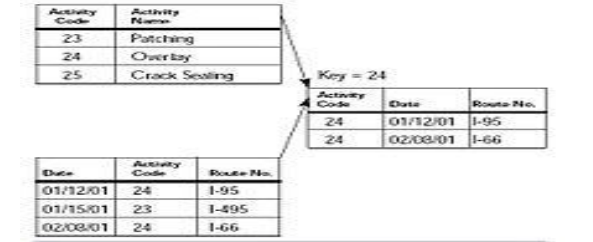 Activity Code Activity Name
23 Patching
24 Overlay
25 Crack Sealing
Key = 24
Activity Code Date Route No.
24 01/12/01 I-95
24 02/08/01 I-66
Date Activity Code Route No.
01/12/01 24 I-95
01/15/01 23 I-495
02/08/01 24 I-66